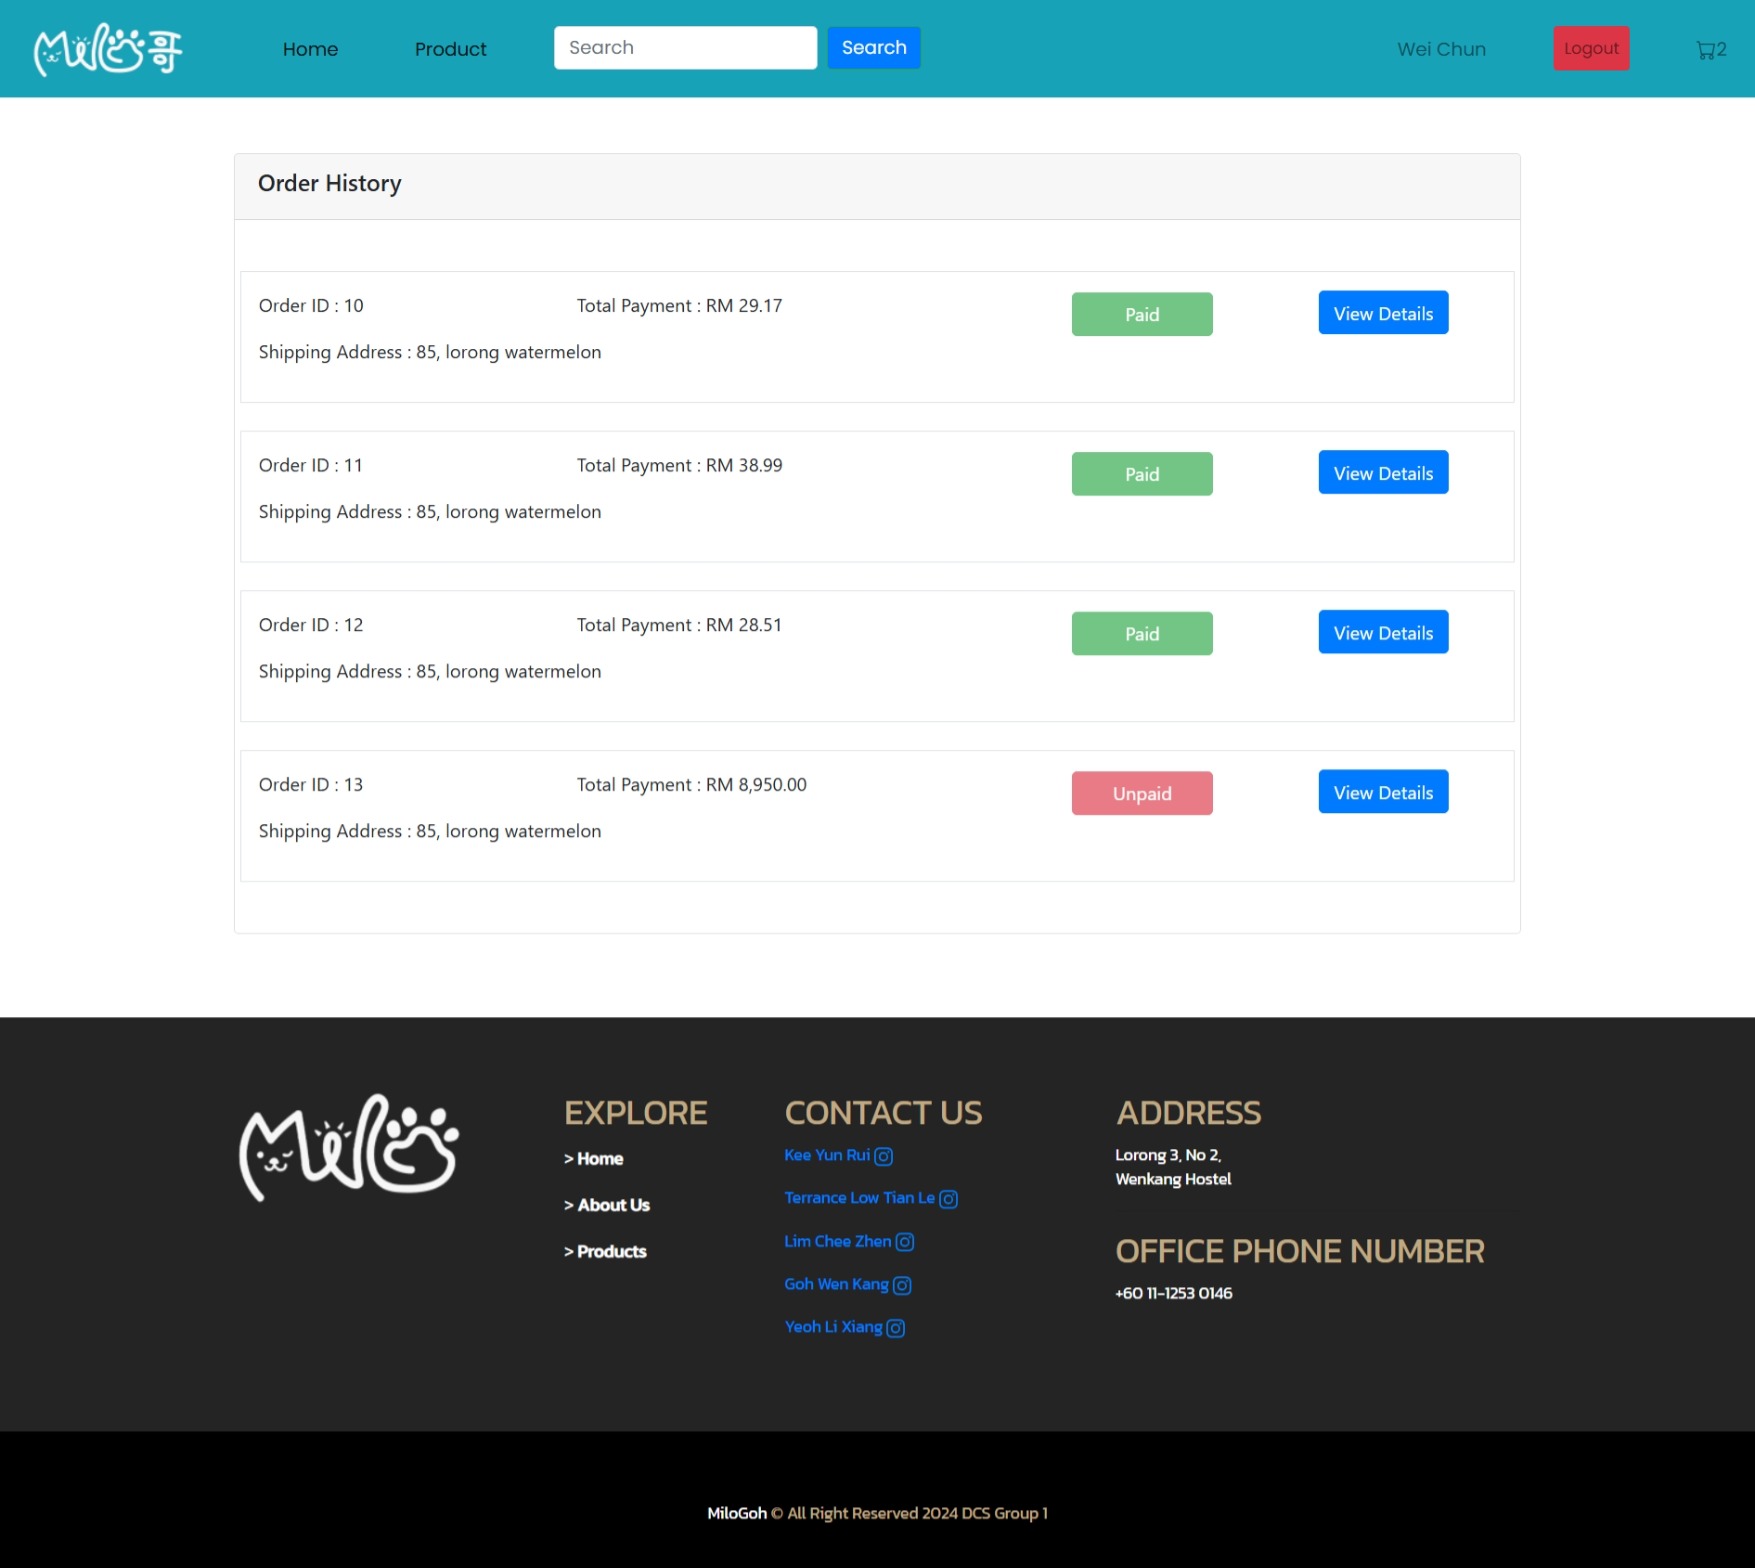 Milo哥 Home Product Search Search Wei Chun Logout 2
Order History
Order ID : 10 Total Payment : RM 29.17 Paid View Details
Shipping Address : 85, lorong watermelon
Order ID : 11 Total Payment : RM 38.99 Paid View Details
Shipping Address : 85, lorong watermelon
Order ID : 12 Total Payment : RM 28.51 Paid View Details
Shipping Address : 85, lorong watermelon
Order ID : 13 Total Payment : RM 8,950.00 Unpaid View Details
Shipping Address : 85, lorong watermelon
Milo
EXPLORE
> Home
> About Us
> Products
CONTACT US
Kee Yun Rui
Terrance Low Tian Le
Lim Chee Zhen
Goh Wen Kang
Yeoh Li Xiang
ADDRESS
Lorong 3, No 2,
Wenkang Hostel
OFFICE PHONE NUMBER
+60 11-1253 0146
MiloGoh © All Right Reserved 2024 DCS Group 1